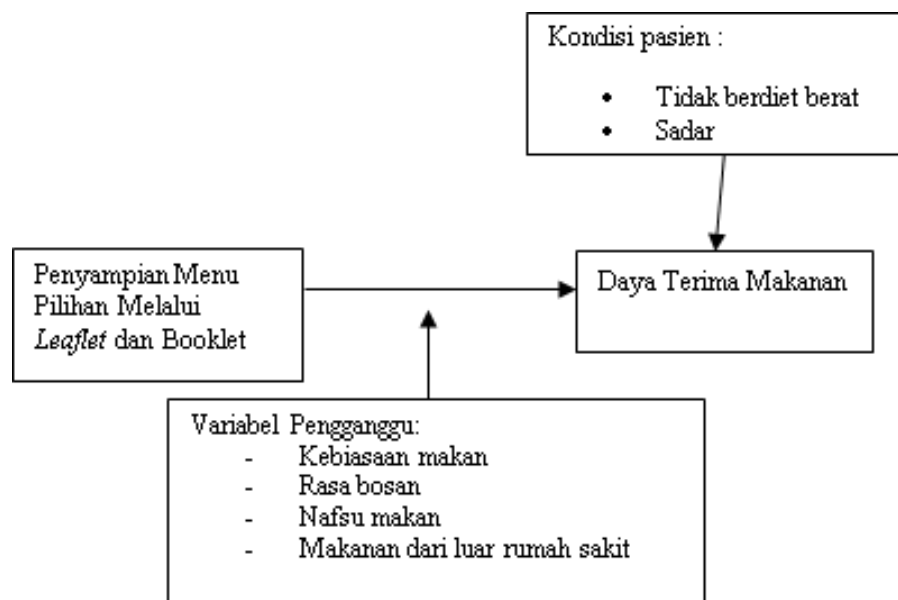 Kondisi pasien :
• Tidak berdiet berat
• Sadar
Penyampian Menu
Pilihan Melalui
Leaflet dan Booklet
Daya Terima Makanan
Variabel Pengganggu:
- Kebiasaan makan
- Rasa bosan
- Nafsu makan
- Makanan dari luar rumah sakit